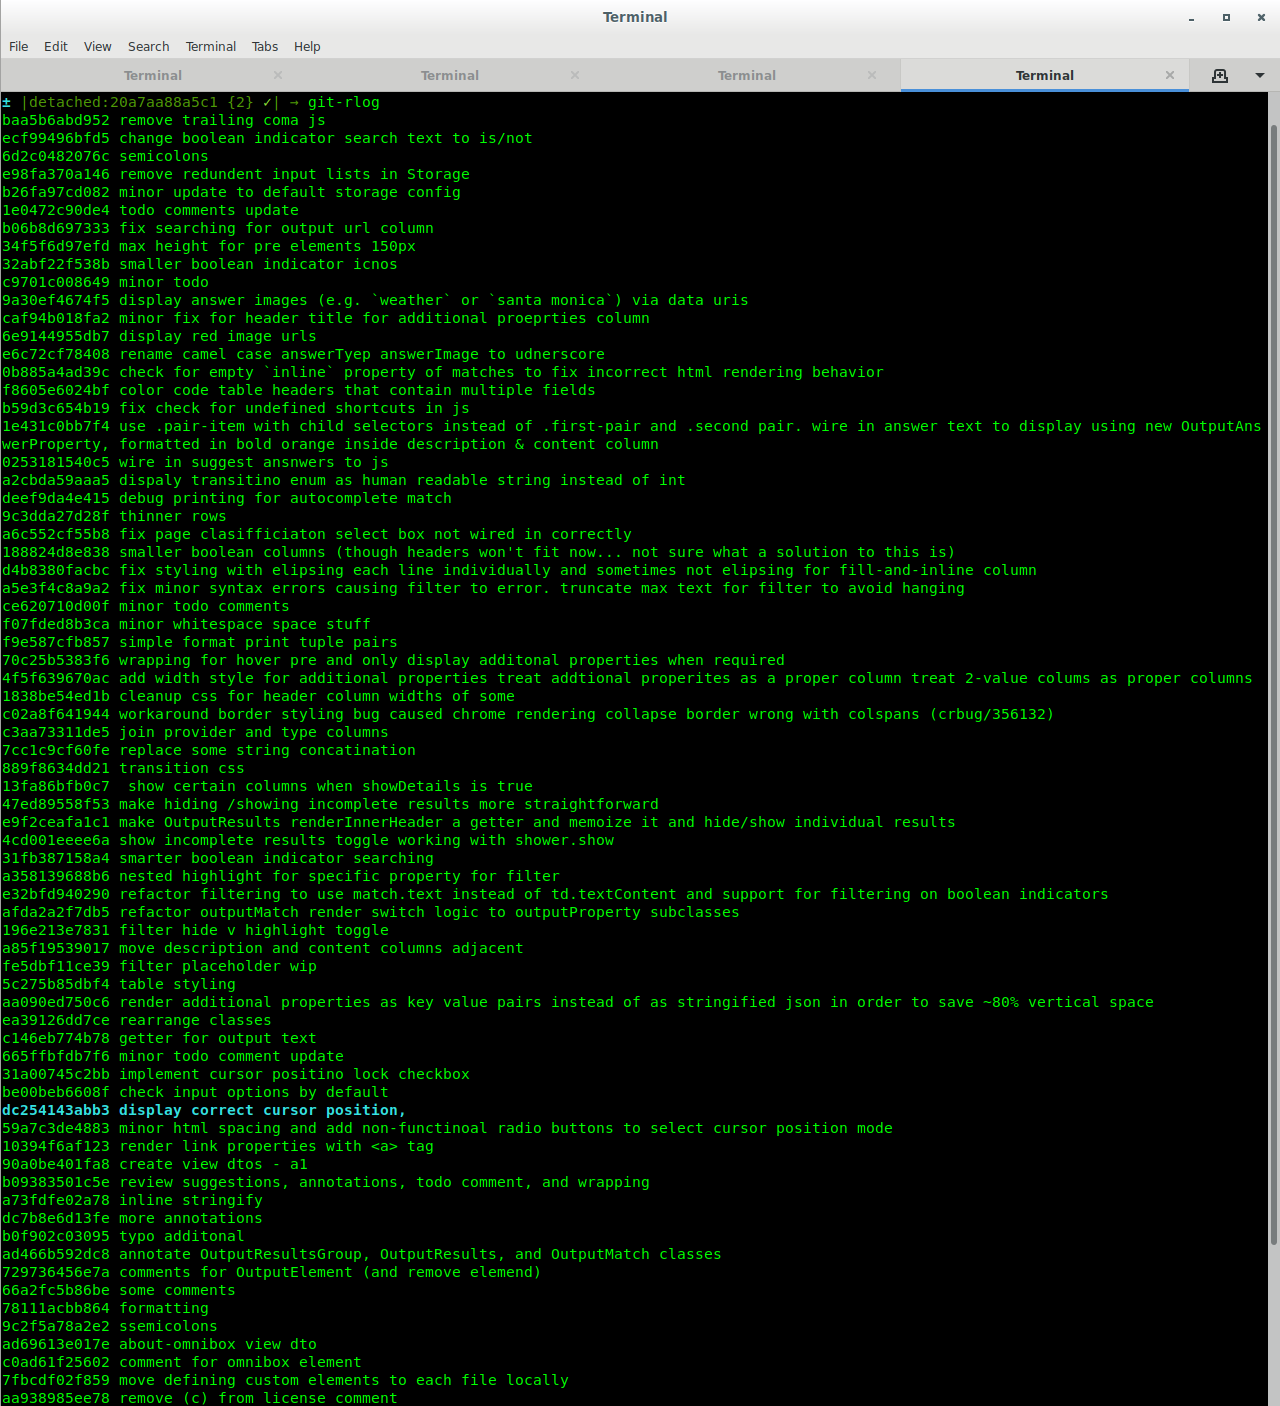 Terminal
File Edit View Search Terminal Tabs Help
Terminal × Terminal × Terminal × Terminal ×
± |detached:20a7aa88a5c1 {2} ✓| → git-rlog
baa5b6abd952 remove trailing coma js
ecf99496bfd5 change boolean indicator search text to is/not
6d2c0482076c semicolons
e98fa370a146 remove redundent input lists in Storage
b26fa97cd082 minor update to default storage config
1e0472c90de4 todo comments update
b06b8d697333 fix searching for output url column
34f5f6d97efd max height for pre elements 150px
32abf22f538b smaller boolean indicator icnos
c9701c008649 minor todo
9a30ef4674f5 display answer images (e.g. `weather` or `santa monica`) via data uris
caf94b018fa2 minor fix for header title for additional proeprties column
6e9144955db7 display red image urls
e6c72cf78408 rename camel case answerTyep answerImage to udnerscore
0b885a4ad39c check for empty `inline` property of matches to fix incorrect html rendering behavior
f8605e6024bf color code table headers that contain multiple fields
b59d3c654b19 fix check for undefined shortcuts in js
1e431c0bb7f4 use .pair-item with child selectors instead of .first-pair and .second pair. wire in answer text to display using new OutputAns
werProperty, formatted in bold orange inside description & content column
0253181540c5 wire in suggest ansnwers to js
a2cbda59aaa5 dispaly transitino enum as human readable string instead of int
deef9da4e415 debug printing for autocomplete match
9c3dda27d28f thinner rows
a6c552cf55b8 fix page clasifficiaton select box not wired in correctly
188824d8e838 smaller boolean columns (though headers won't fit now... not sure what a solution to this is)
d4b8380facbc fix styling with elipsing each line individually and sometimes not elipsing for fill-and-inline column
a5e3f4c8a9a2 fix minor syntax errors causing filter to error. truncate max text for filter to avoid hanging
ce620710d00f minor todo comments
f07fded8b3ca minor whitespace space stuff
f9e587cfb857 simple format print tuple pairs
70c25b5383f6 wrapping for hover pre and only display additonal properties when required
4f5f639670ac add width style for additional properties treat addtional properites as a proper column treat 2-value colums as proper columns
1838be54ed1b cleanup css for header column widths of some
c02a8f641944 workaround border styling bug caused chrome rendering collapse border wrong with colspans (crbug/356132)
c3aa73311de5 join provider and type columns
7cc1c9cf60fe replace some string concatination
889f8634dd21 transition css
13fa86bfb0c7  show certain columns when showDetails is true
47ed89558f53 make hiding /showing incomplete results more straightforward
e9f2ceafa1c1 make OutputResults renderInnerHeader a getter and memoize it and hide/show individual results
4cd001eeee6a show incomplete results toggle working with shower.show
31fb387158a4 smarter boolean indicator searching
a358139688b6 nested highlight for specific property for filter
e32bfd940290 refactor filtering to use match.text instead of td.textContent and support for filtering on boolean indicators
afda2a2f7db5 refactor outputMatch render switch logic to outputProperty subclasses
196e213e7831 filter hide v highlight toggle
a85f19539017 move description and content columns adjacent
fe5dbf11ce39 filter placeholder wip
5c275b85dbf4 table styling
aa090ed750c6 render additional properties as key value pairs instead of as stringified json in order to save ~80% vertical space
ea39126dd7ce rearrange classes
c146eb774b78 getter for output text
665ffbfdb7f6 minor todo comment update
31a00745c2bb implement cursor positino lock checkbox
be00beb6608f check input options by default
dc254143abb3 display correct cursor position,
59a7c3de4883 minor html spacing and add non-functinoal radio buttons to select cursor position mode
10394f6af123 render link properties with <a> tag
90a0be401fa8 create view dtos - a1
b09383501c5e review suggestions, annotations, todo comment, and wrapping
a73fdfe02a78 inline stringify
dc7b8e6d13fe more annotations
b0f902c03095 typo additonal
ad466b592dc8 annotate OutputResultsGroup, OutputResults, and OutputMatch classes
729736456e7a comments for OutputElement (and remove elemend)
66a2fc5b86be some comments
78111acbb864 formatting
9c2f5a78a2e2 ssemicolons
ad69613e017e about-omnibox view dto
c0ad61f25602 comment for omnibox element
7fbcdf02f859 move defining custom elements to each file locally
aa938985ee78 remove (c) from license comment